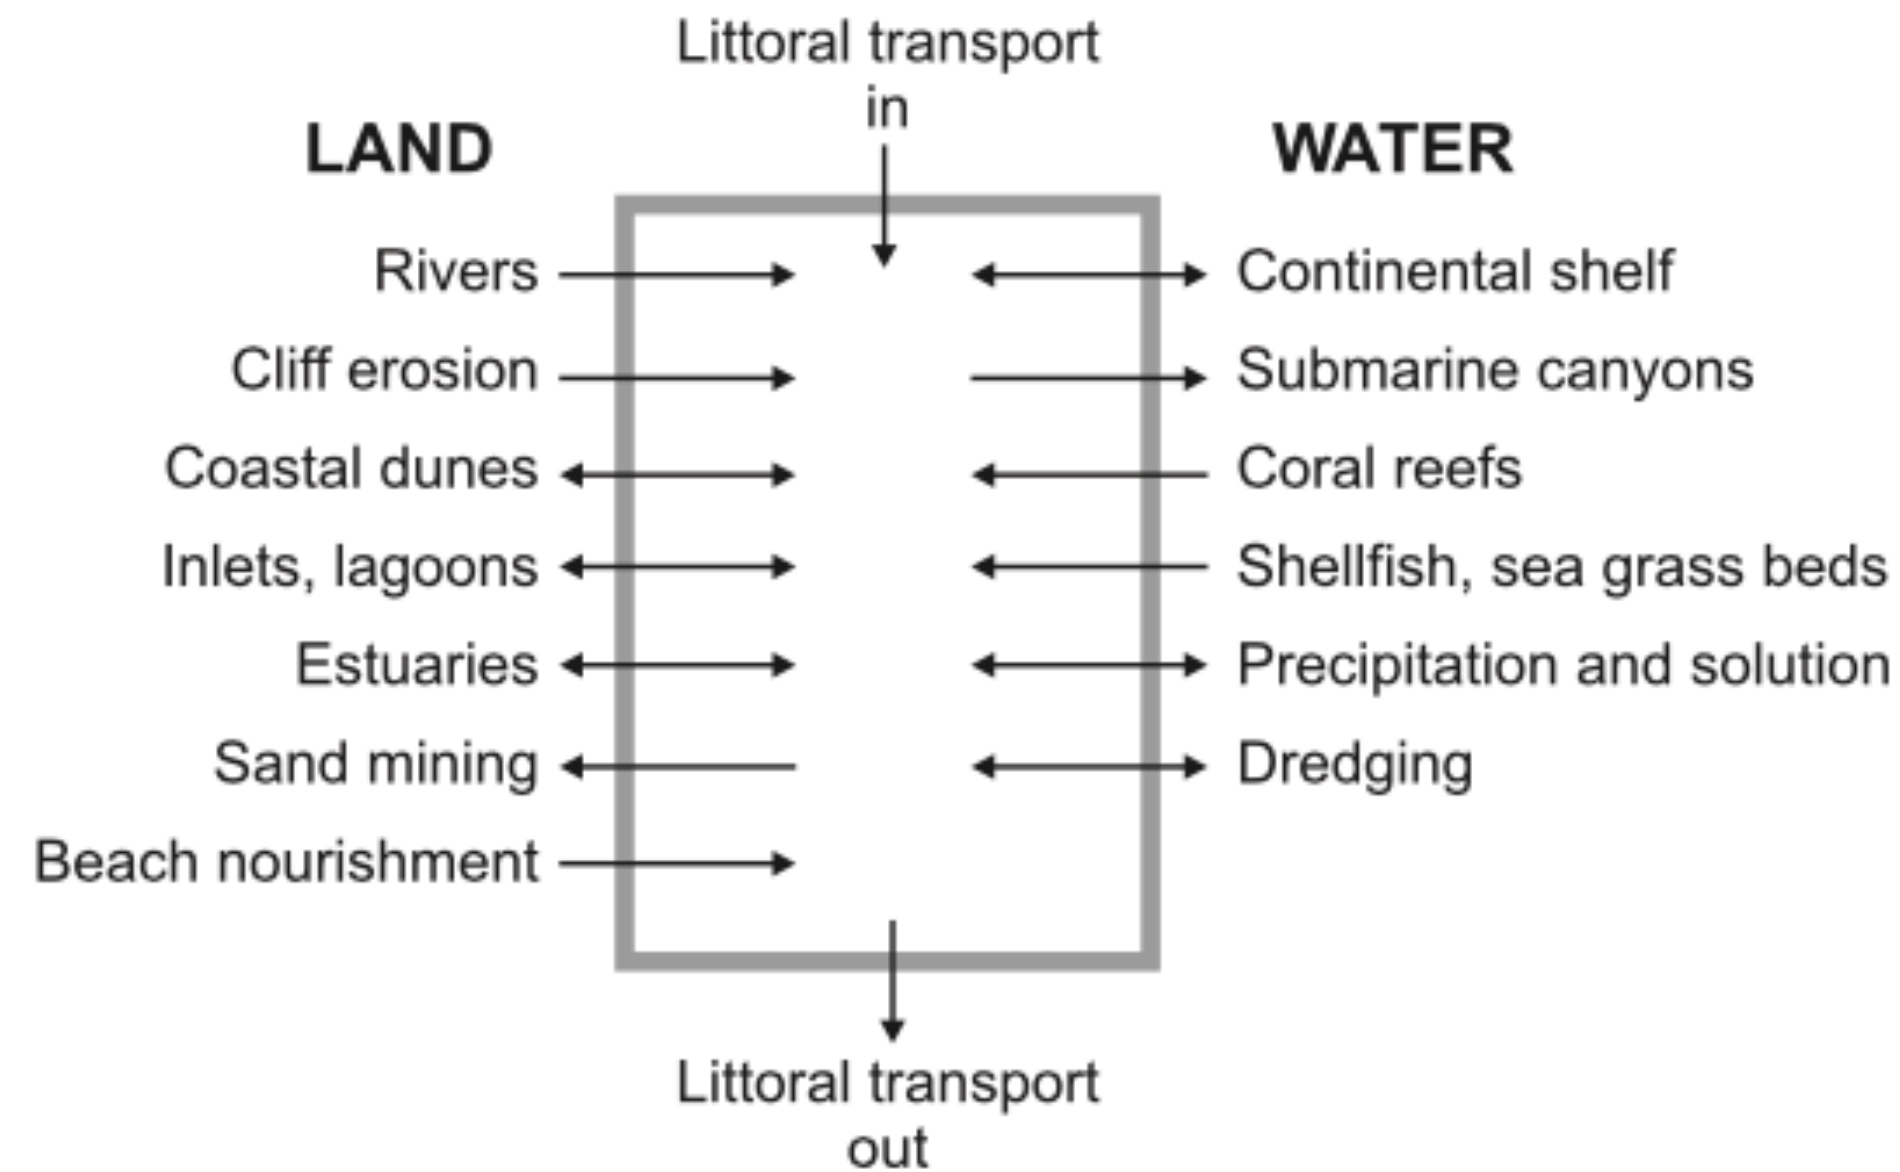 Littoral transport
in
LAND
WATER
Rivers
Continental shelf
Cliff erosion
Submarine canyons
Coastal dunes
Coral reefs
Inlets, lagoons
Shellfish, sea grass beds
Estuaries
Precipitation and solution
Sand mining
Dredging
Beach nourishment
Littoral transport
out